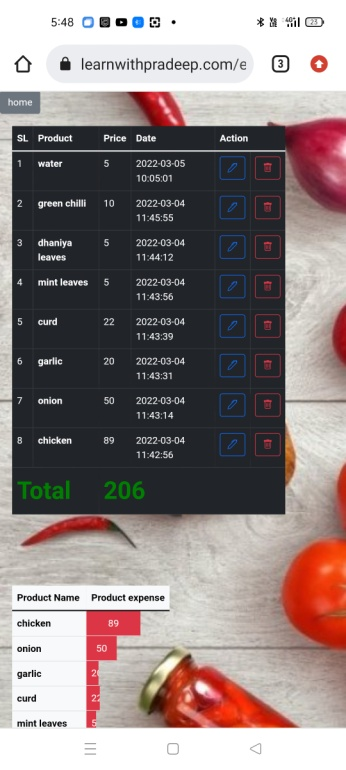 5:48 23
learnwithpradeep.com/e 3
home
SL Product Price Date Action
1 water 5 2022-03-05
10:05:01
2 green chilli 10 2022-03-04
11:45:55
3 dhaniya leaves 5 2022-03-04
11:44:12
4 mint leaves 5 2022-03-04
11:43:56
5 curd 22 2022-03-04
11:43:39
6 garlic 20 2022-03-04
11:43:31
7 onion 50 2022-03-04
11:43:14
8 chicken 89 2022-03-04
11:42:56
Total 206
Product Name Product expense
chicken 89
onion 50
garlic
curd 22
mint leaves 5